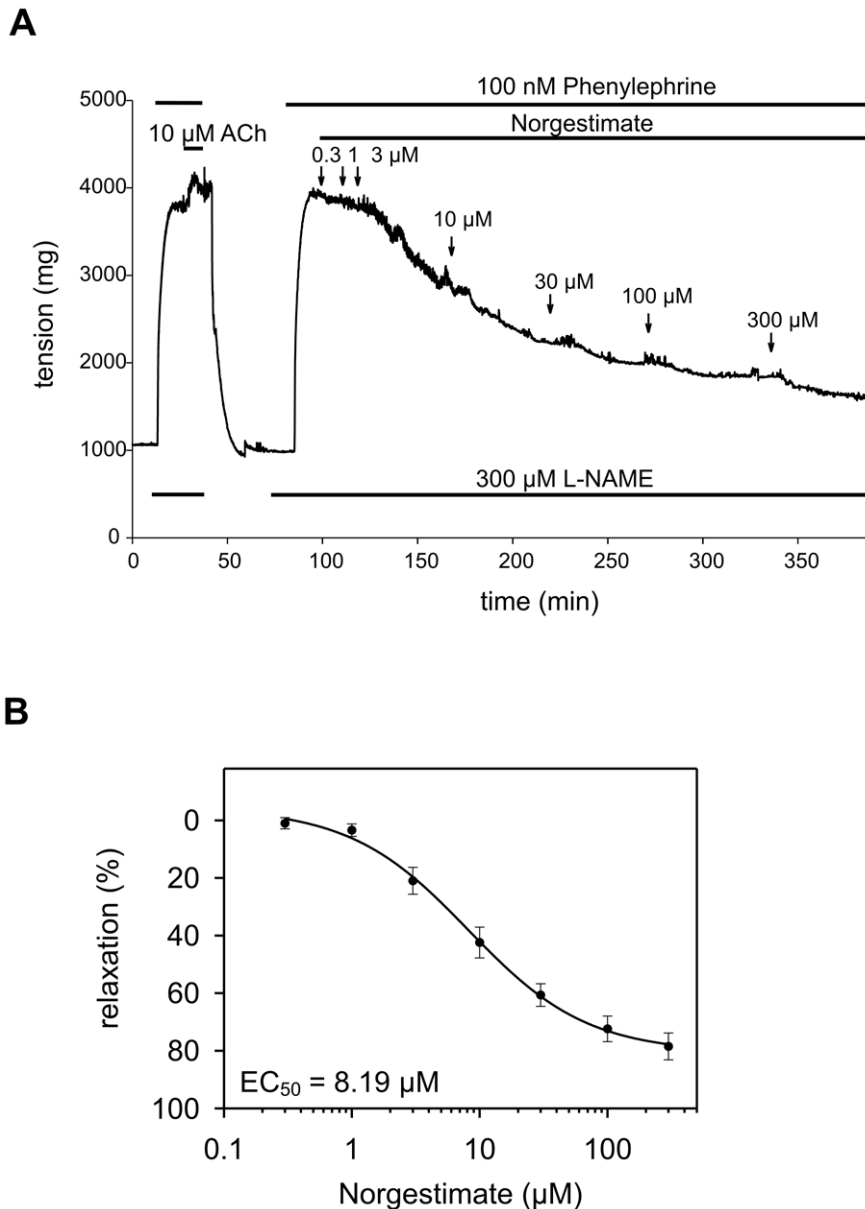 A
100 nM Phenylephrine
Norgestimate
10 µM ACh
0.3 1 3 µM
10 µM
30 µM
100 µM
300 µM
5000
4000
3000
2000
1000
0
tension (mg)
300 µM L-NAME
0 50 100 150 200 250 300 350
time (min)
B
0
20
40
60
80
100
relaxation (%)
EC₅₀ = 8.19 µM
0.1 1 10 100
Norgestimate (µM)